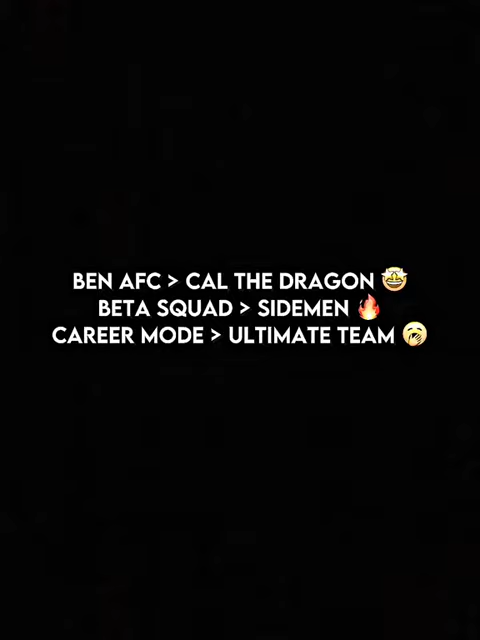 BEN AFC > CAL THE DRAGON 🤩
BETA SQUAD > SIDEMEN 🔥
CAREER MODE > ULTIMATE TEAM 🥱